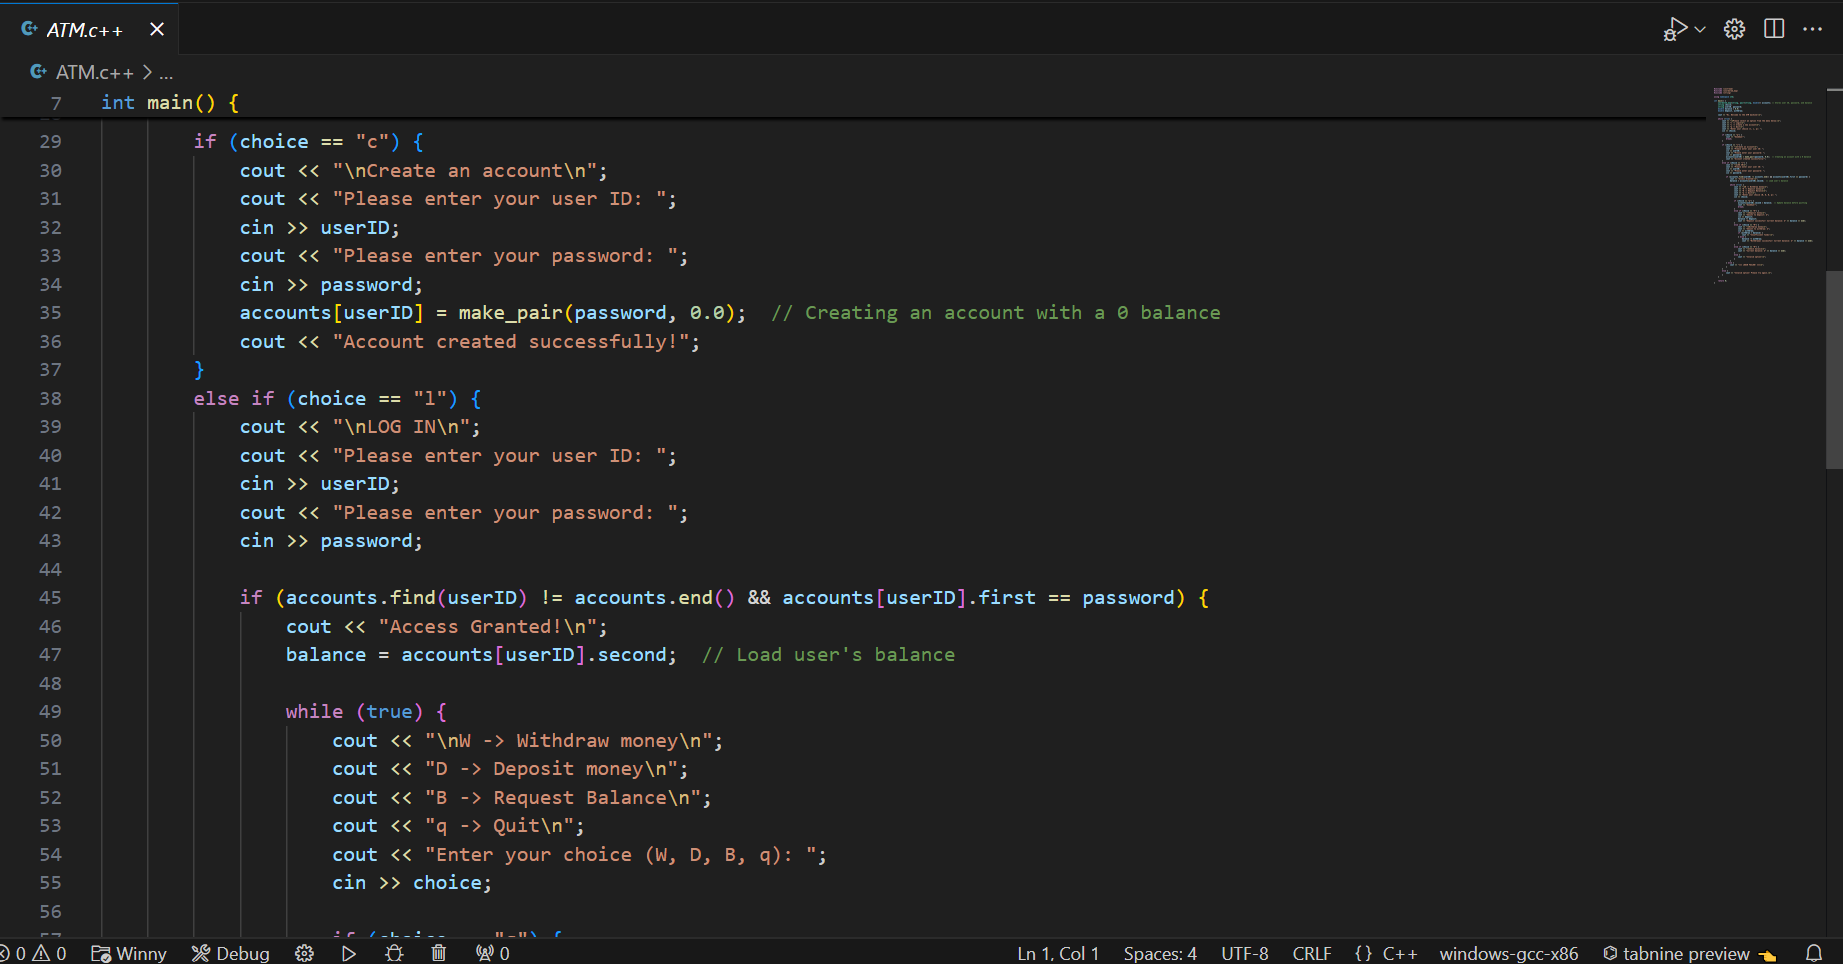 ATM.c++
ATM.c++ > ...
7 int main() {
29 if (choice == "c") {
30 cout << "\nCreate an account\n";
31 cout << "Please enter your user ID: ";
32 cin >> userID;
33 cout << "Please enter your password: ";
34 cin >> password;
35 accounts[userID] = make_pair(password, 0.0);  // Creating an account with a 0 balance
36 cout << "Account created successfully!";
37 }
38 else if (choice == "l") {
39 cout << "\nLOG IN\n";
40 cout << "Please enter your user ID: ";
41 cin >> userID;
42 cout << "Please enter your password: ";
43 cin >> password;
44
45 if (accounts.find(userID) != accounts.end() && accounts[userID].first == password) {
46 cout << "Access Granted!\n";
47 balance = accounts[userID].second;  // Load user's balance
48
49 while (true) {
50 cout << "\nW -> Withdraw money\n";
51 cout << "D -> Deposit money\n";
52 cout << "B -> Request Balance\n";
53 cout << "q -> Quit\n";
54 cout << "Enter your choice (W, D, B, q): ";
55 cin >> choice;
56
0 0 Winny Debug 0 Ln 1, Col 1 Spaces: 4 UTF-8 CRLF {} C++ windows-gcc-x86 tabnine preview